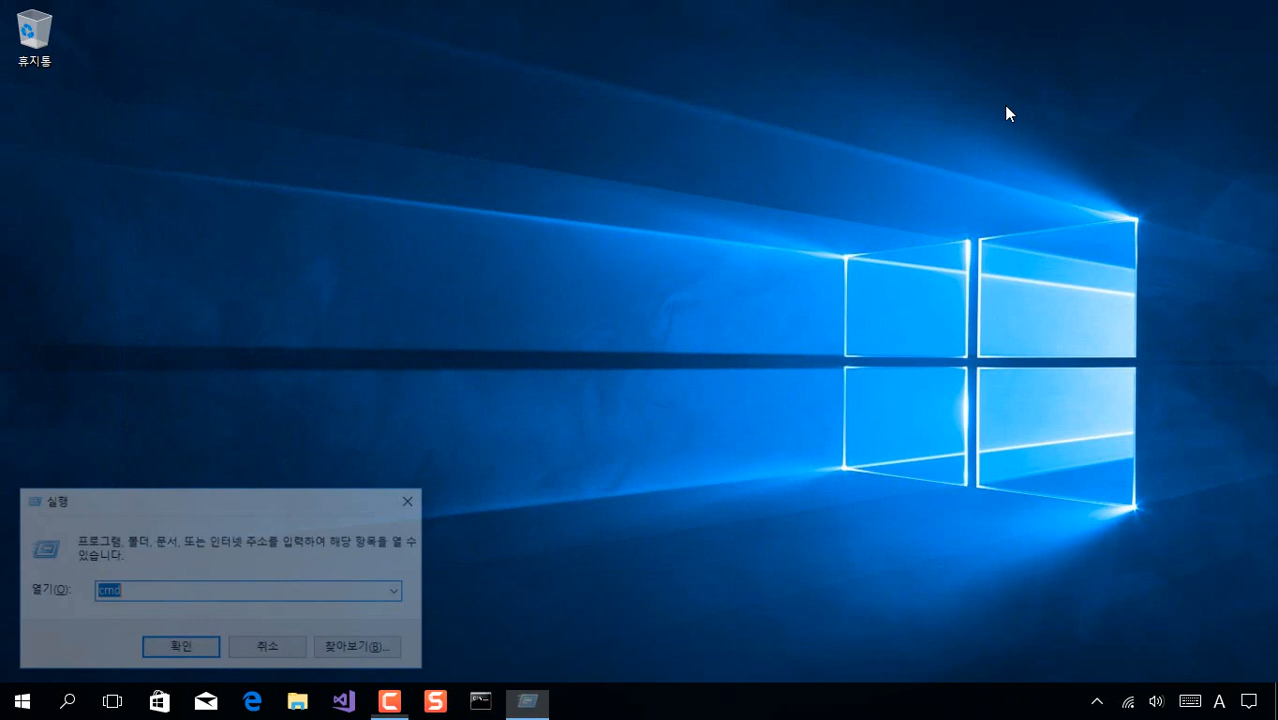 휴지통
실행
프로그램, 폴더, 문서, 또는 인터넷 주소를 입력하여 해당 항목을 열 수
있습니다.
열기(O): cmd
확인 취소 찾아보기(B)...
A